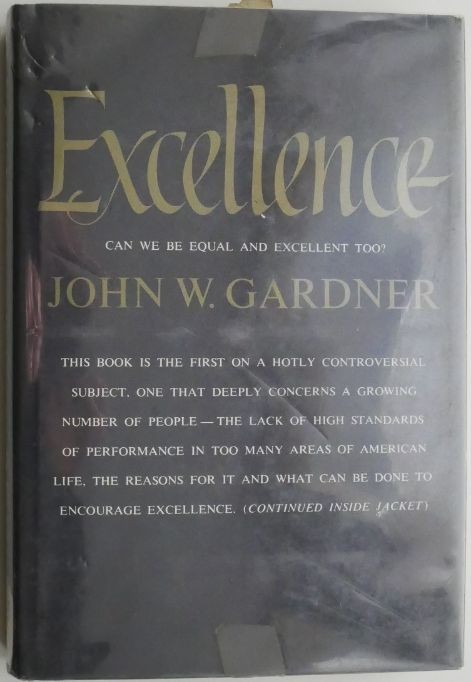 Excellence
CAN WE BE EQUAL AND EXCELLENT TOO?
JOHN W. GARDNER
THIS BOOK IS THE FIRST ON A HOTLY CONTROVERSIAL
SUBJECT, ONE THAT DEEPLY CONCERNS A GROWING
NUMBER OF PEOPLE — THE LACK OF HIGH STANDARDS
OF PERFORMANCE IN TOO MANY AREAS OF AMERICAN
LIFE, THE REASONS FOR IT AND WHAT CAN BE DONE TO
ENCOURAGE EXCELLENCE. (CONTINUED INSIDE JACKET)